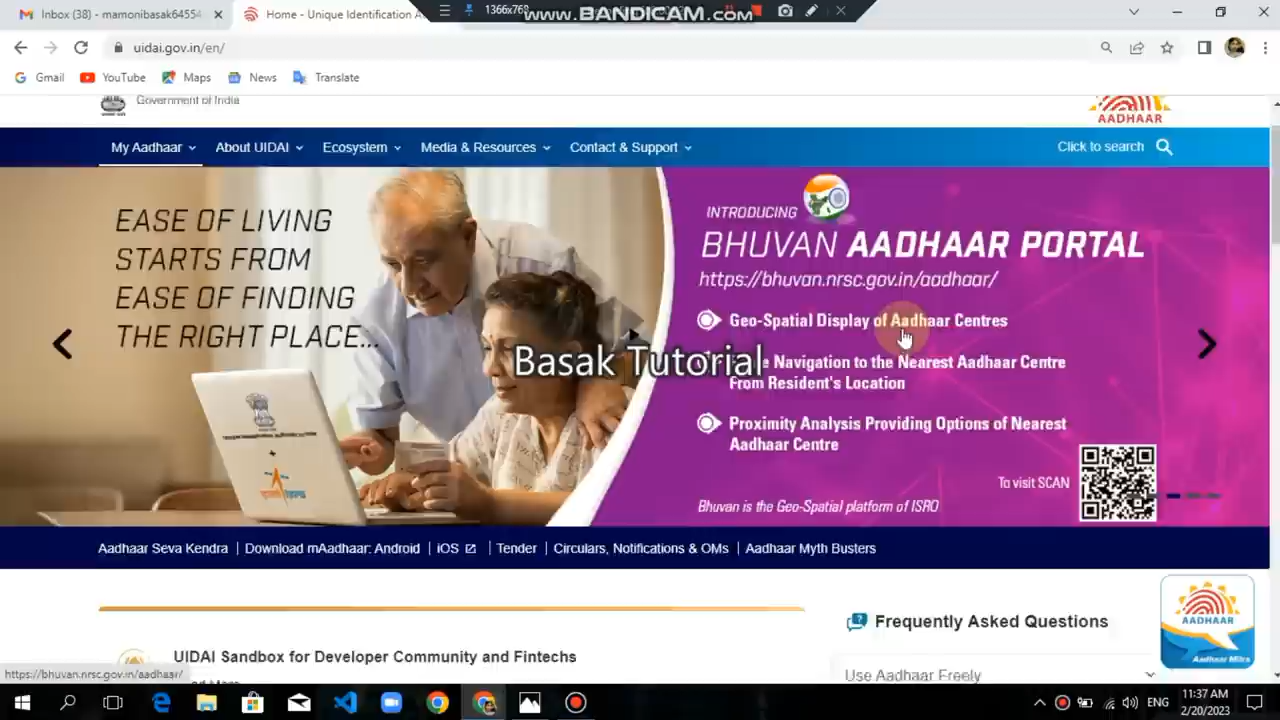 Inbox (38) - mamonibasak64554
Home - Unique Identification A
1366x768
www.BANDICAM.com
uidai.gov.in/en/
Gmail
YouTube
Maps
News
Translate
Government of India
AADHAAR
My Aadhaar
About UIDAI
Ecosystem
Media & Resources
Contact & Support
Click to search
EASE OF LIVING
STARTS FROM
EASE OF FINDING
THE RIGHT PLACE...
INTRODUCING
BHUVAN AADHAAR PORTAL
https://bhuvan.nrsc.gov.in/aadhaar/
Geo-Spatial Display of Aadhaar Centres
Basak Tutorial
Navigation to the Nearest Aadhaar Centre
From Resident's Location
Proximity Analysis Providing Options of Nearest
Aadhaar Centre
To visit SCAN
Bhuvan is the Geo-Spatial platform of ISRO
Aadhaar Seva Kendra | Download mAadhaar: Android | iOS | Tender | Circulars, Notifications & OMs | Aadhaar Myth Busters
Frequently Asked Questions
AADHAAR
Aadhaar Mitra
UIDAI Sandbox for Developer Community and Fintechs
Use Aadhaar Freely
https://bhuvan.nrsc.gov.in/aadhaar/
ENG
11:37 AM
2/20/2023